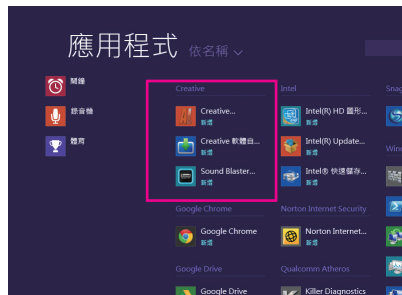 應用程式 依名稱
鬧鐘
錄音機
體育
Creative
Creative...
新增
Creative 軟體自...
新增
Sound Blaster...
新增
Google Chrome
Google Chrome
新增
Google Drive
Google Drive
Intel
Intel(R) HD 圖形...
新增
Intel(R) Update...
新增
Intel® 快速儲存...
新增
Norton Internet Security
Norton Internet...
新增
Qualcomm Atheros
Killer Diagnostics
Snag
Wind